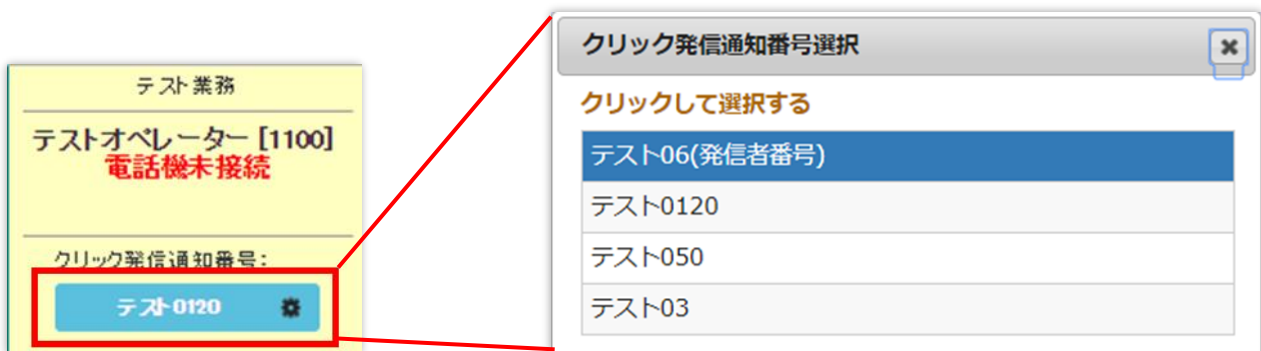 テスト業務
テストオペレーター [1100]
電話機未接続
クリック発信通知番号:
テスト0120
クリック発信通知番号選択
クリックして選択する
テスト06(発信者番号)
テスト0120
テスト050
テスト03